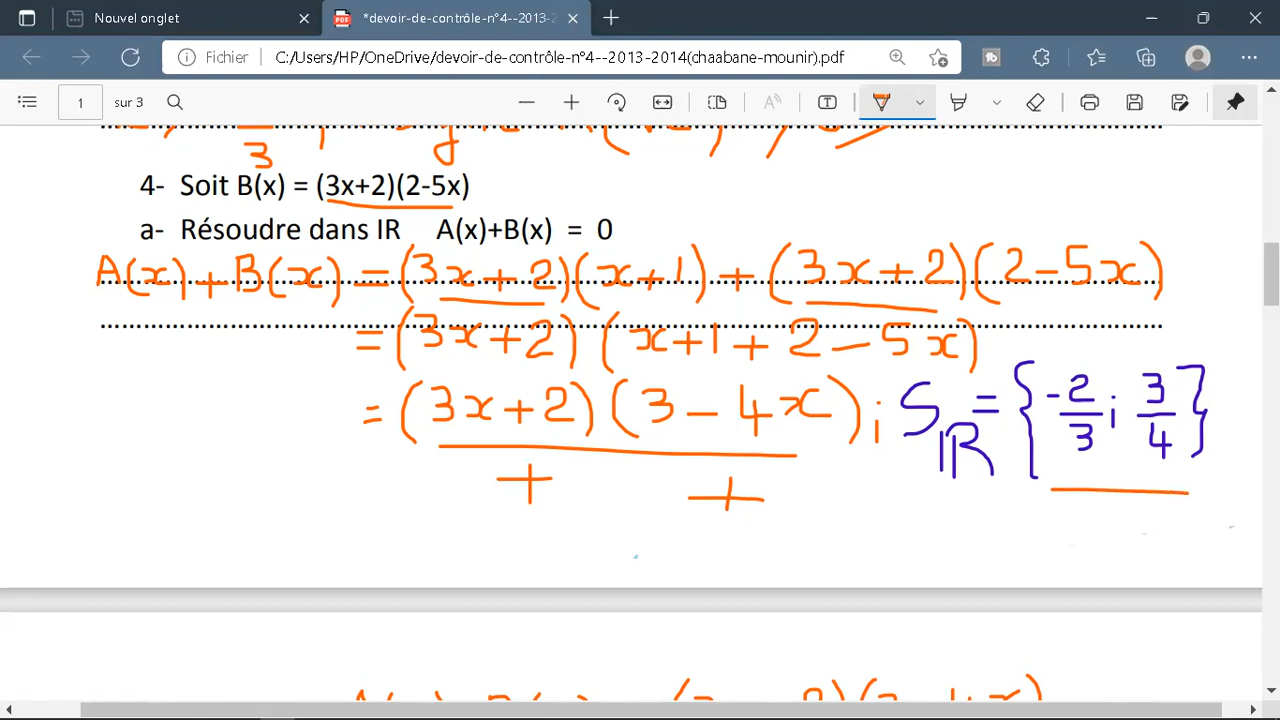 Nouvel onglet
*devoir-de-contrôle-n°4--2013-2
Fichier
C:/Users/HP/OneDrive/devoir-de-contrôle-n°4--2013-2014(chaabane-mounir).pdf
1 sur 3
3
4- Soit B(x) = (3x+2)(2-5x)
a- Résoudre dans IR A(x)+B(x) = 0
A(x)+B(x) = (3x+2)(x+1) + (3x+2)(2-5x)
= (3x+2) (x+1+2-5x)
= (3x+2) (3-4x) ; S_IR = {-2/3 ; 3/4}
+ +